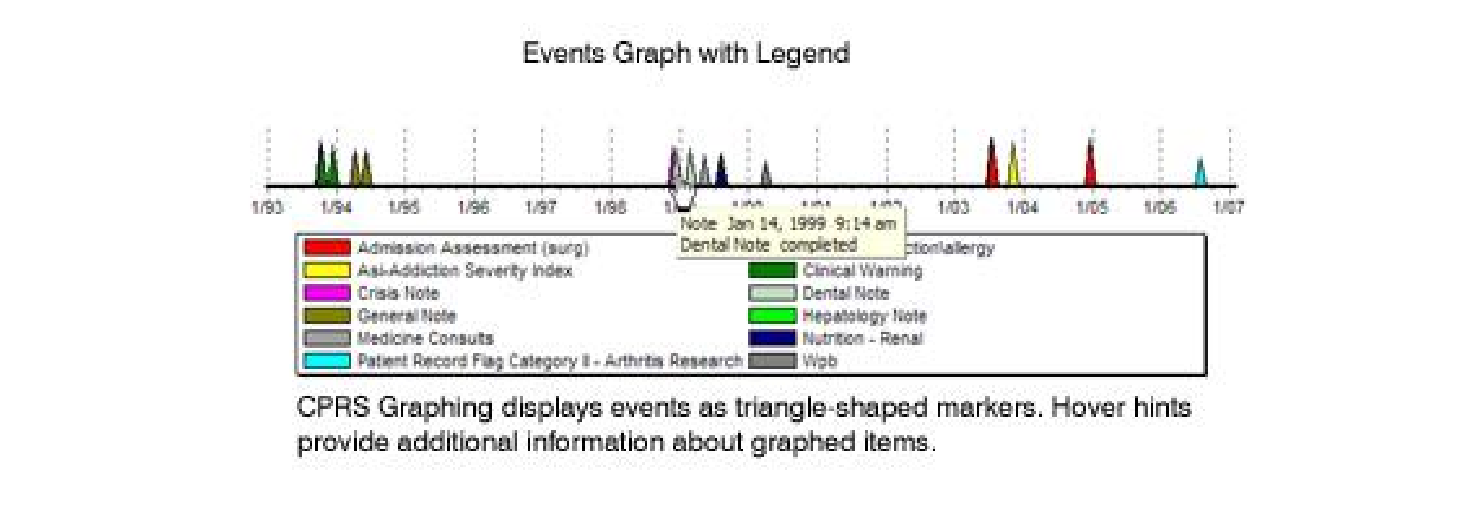 Events Graph with Legend
1/93 1/94 1/95 1/96 1/97 1/98 1/03 1/04 1/05 1/06 1/07
Note Jan 14, 1999 9:14 am
Dental Note completed
Admission Assessment (surg) ction\allergy
Asi-Addiction Severity Index Clinical Warning
Crisis Note Dental Note
General Note Hepatology Note
Medicine Consults Nutrition - Renal
Patient Record Flag Category II - Arthritis Research Wpb
CPRS Graphing displays events as triangle-shaped markers. Hover hints
provide additional information about graphed items.